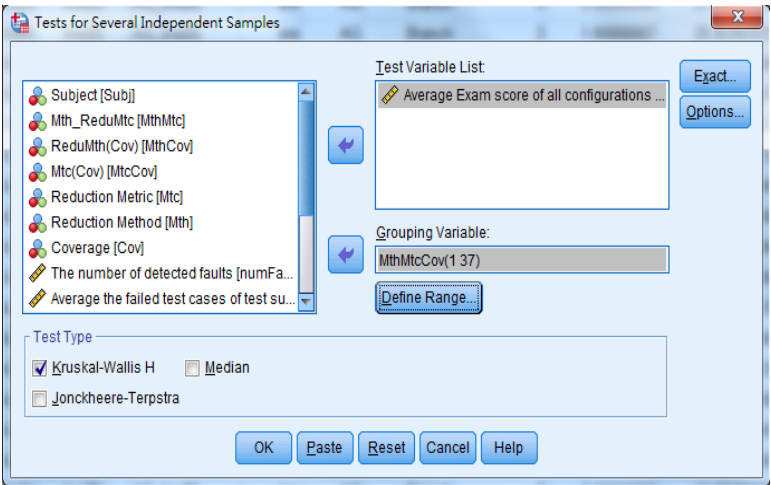 Tests for Several Independent Samples
Subject [Subj]
Mth_ReduMtc [MthMtc]
ReduMth(Cov) [MthCov]
Mtc(Cov) [MtcCov]
Reduction Metric [Mtc]
Reduction Method [Mth]
Coverage [Cov]
The number of detected faults [numFa...
Average the failed test cases of test su...
Test Variable List:
Average Exam score of all configurations ...
Grouping Variable:
MthMtcCov(1 37)
Define Range...
Exact...
Options...
Test Type
Kruskal-Wallis H
Median
Jonckheere-Terpstra
OK
Paste
Reset
Cancel
Help